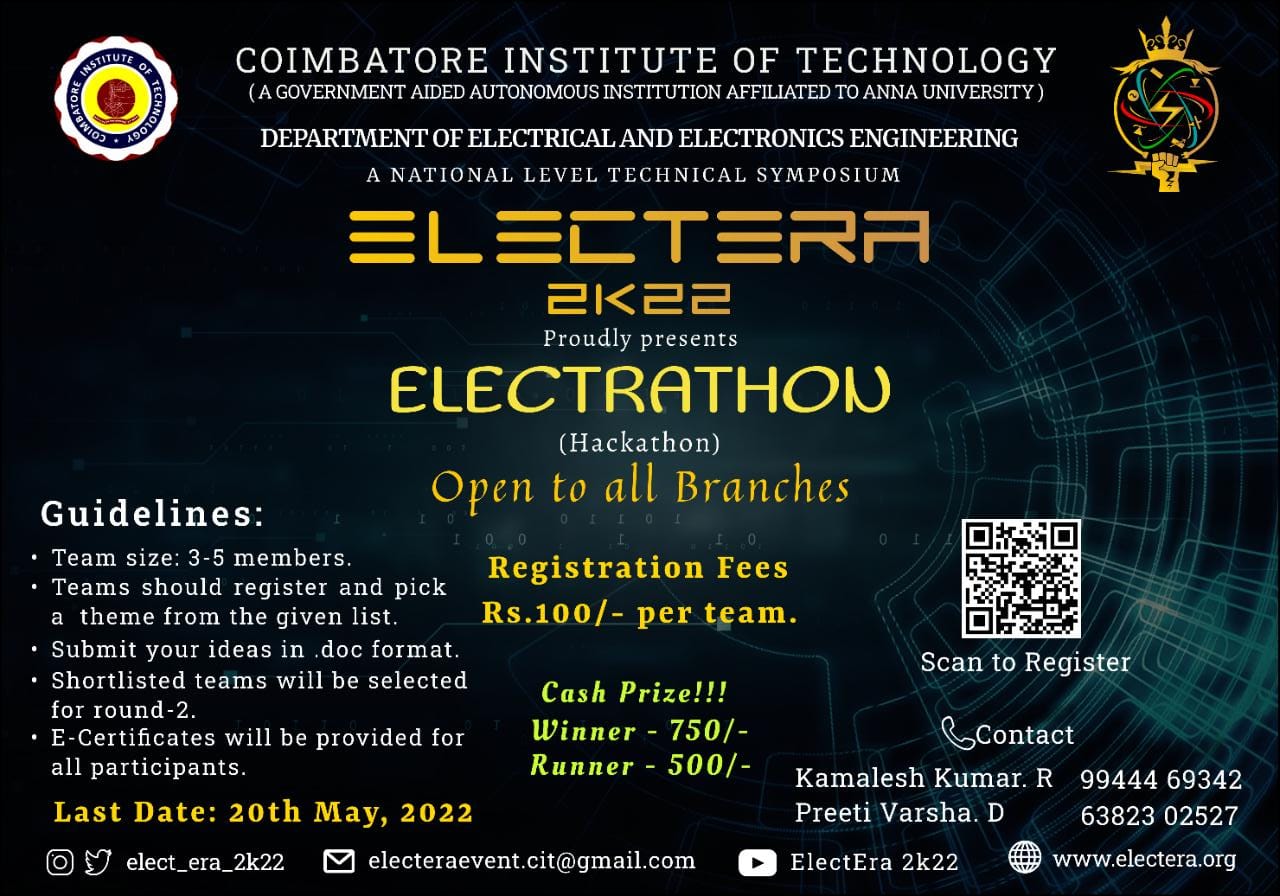 COIMBATORE INSTITUTE OF TECHNOLOGY
COIMBATORE INSTITUTE OF TECHNOLOGY
( A GOVERNMENT AIDED AUTONOMOUS INSTITUTION AFFILIATED TO ANNA UNIVERSITY )
DEPARTMENT OF ELECTRICAL AND ELECTRONICS ENGINEERING
A NATIONAL LEVEL TECHNICAL SYMPOSIUM
ELECTERA
2K22
Proudly presents
ELECTRATHON
(Hackathon)
Open to all Branches
Guidelines:
• Team size: 3-5 members.
• Teams should register and pick
a theme from the given list.
• Submit your ideas in .doc format.
• Shortlisted teams will be selected
for round-2.
• E-Certificates will be provided for
all participants.
Last Date: 20th May, 2022
Registration Fees
Rs.100/- per team.
Cash Prize!!!
Winner - 750/-
Runner - 500/-
Scan to Register
Contact
Kamalesh Kumar. R 99444 69342
Preeti Varsha. D 63823 02527
elect_era_2k22 electeraevent.cit@gmail.com ElectEra 2k22 www.electera.org